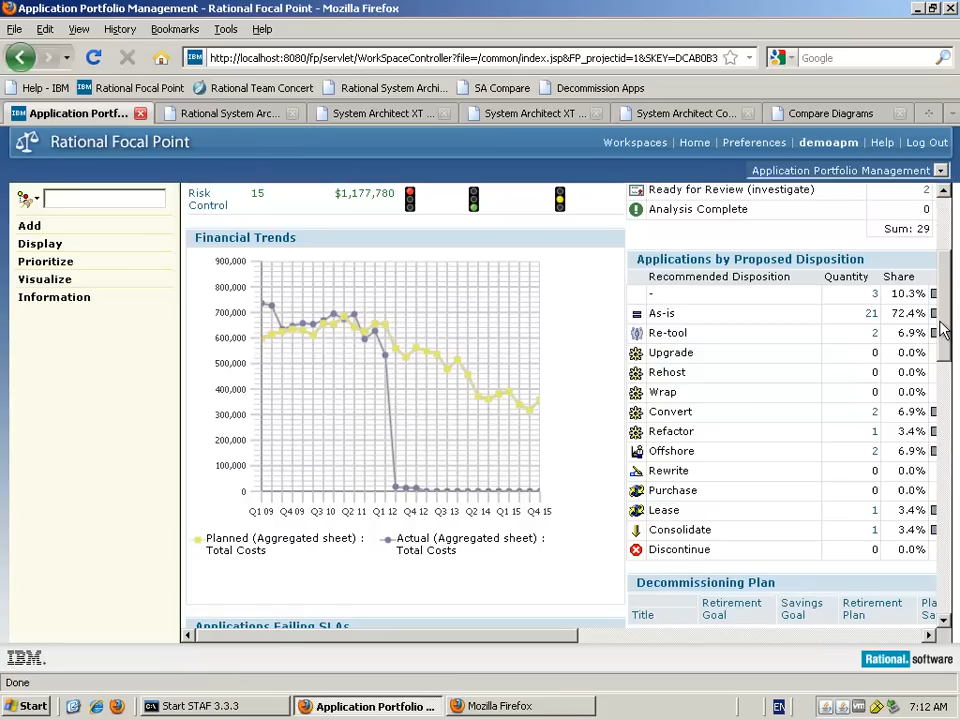 Application Portfolio Management - Rational Focal Point - Mozilla Firefox
File Edit View History Bookmarks Tools Help
IBM http://localhost:8080/fp/servlet/WorkSpaceController?file=/common/index.jsp&FP_projectid=1&SKEY=DCAB0B3 Google
Help - IBM IBM Rational Focal Point Rational Team Concert Rational System Archi... SA Compare Decommission Apps
IBM Application Portf... Rational System Arc... System Architect XT ... System Architect XT ... System Architect Co... Compare Diagrams
Rational Focal Point
Workspaces | Home | Preferences | demoapm | Help | Log Out
Application Portfolio Management
Add
Display
Prioritize
Visualize
Information
Risk Control 15 $1,177,780
Financial Trends
900,000
800,000
700,000
600,000
500,000
400,000
300,000
200,000
100,000
0
Q1 09 Q4 09 Q3 10 Q2 11 Q1 12 Q4 12 Q3 13 Q2 14 Q1 15 Q4 15
Planned (Aggregated sheet) : Total Costs
Actual (Aggregated sheet) : Total Costs
Applications Failing SLAs
Ready for Review (investigate) 2
Analysis Complete 0
Sum: 29
Applications by Proposed Disposition
Recommended Disposition Quantity Share
- 3 10.3%
As-is 21 72.4%
Re-tool 2 6.9%
Upgrade 0 0.0%
Rehost 0 0.0%
Wrap 0 0.0%
Convert 2 6.9%
Refactor 1 3.4%
Offshore 2 6.9%
Rewrite 0 0.0%
Purchase 0 0.0%
Lease 1 3.4%
Consolidate 1 3.4%
Discontinue 0 0.0%
Decommissioning Plan
Title Retirement Goal Savings Goal Retirement Plan Pla Sa
IBM. Rational. software
Done
Start Start STAF 3.3.3 Application Portfolio ... Mozilla Firefox EN 7:12 AM